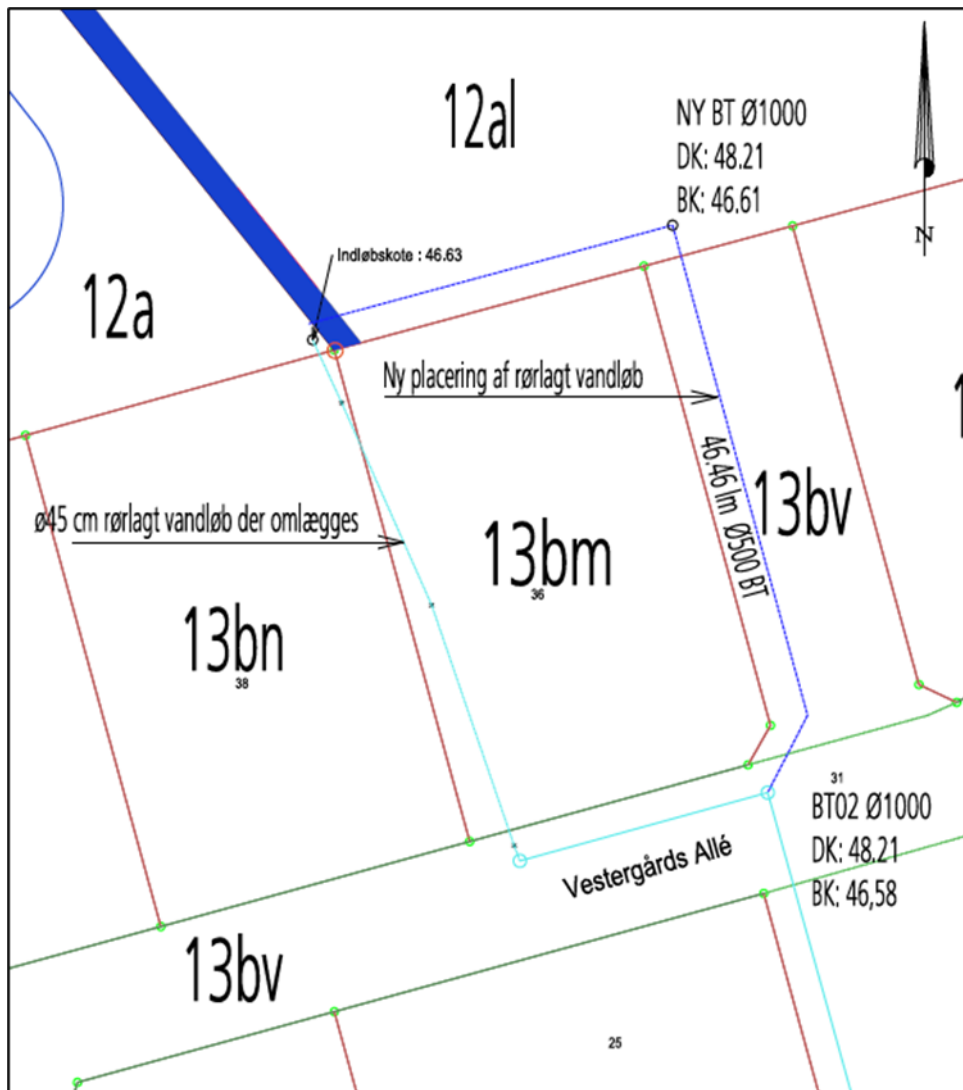 12al
NY BT Ø1000
DK: 48.21
BK: 46.61
N
Indløbskote : 46.63
12a
Ny placering af rørlagt vandløb
46.46 lm Ø500 BT
13bv
ø45 cm rørlagt vandløb der omlægges
13bm
36
13bn
38
31
BT02 Ø1000
DK: 48.21
BK: 46,58
Vestergårds Allé
13bv
25